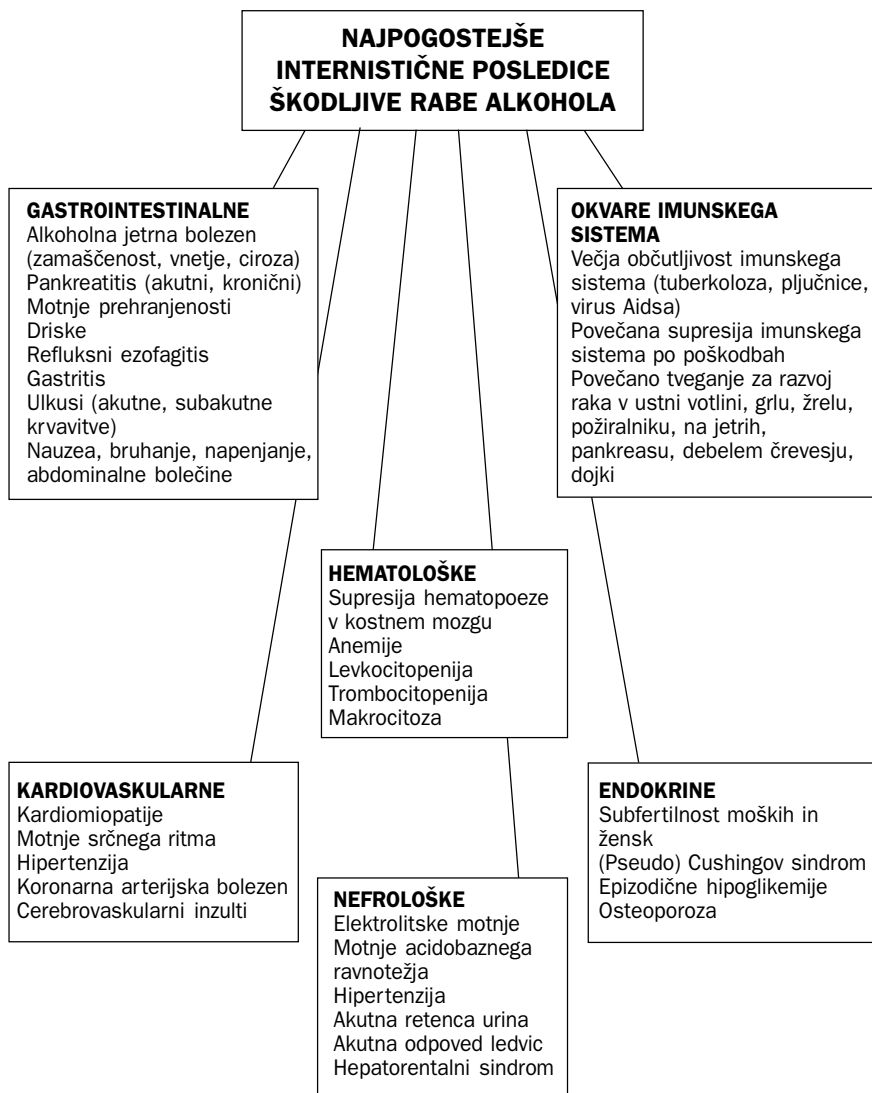 NAJPOGOSTEJŠE
INTERNISTIČNE POSLEDICE
ŠKODLJIVE RABE ALKOHOLA
GASTROINTESTINALNE
Alkoholna jetrna bolezen
(zamaščenost, vnetje, ciroza)
Pankreatitis (akutni, kronični)
Motnje prehranjenosti
Driske
Refluksni ezofagitis
Gastritis
Ulkusi (akutne, subakutne
krvavitve)
Nauzea, bruhanje, napenjanje,
abdominalne bolečine
OKVARE IMUNSKEGA
SISTEMA
Večja občutljivost imunskega
sistema (tuberkoloza, pljučnice,
virus Aidsa)
Povečana supresija imunskega
sistema po poškodbah
Povečano tveganje za razvoj
raka v ustni votlini, grlu, žrelu,
požiralniku, na jetrih,
pankreasu, debelem črevesju,
dojki
HEMATOLOŠKE
Supresija hematopoeze
v kostnem mozgu
Anemije
Levkocitopenija
Trombocitopenija
Makrocitoza
KARDIOVASKULARNE
Kardiomiopatije
Motnje srčnega ritma
Hipertenzija
Koronarna arterijska bolezen
Cerebrovaskularni inzulti
ENDOKRINE
Subfertilnost moških in
žensk
(Pseudo) Cushingov sindrom
Epizodične hipoglikemije
Osteoporoza
NEFROLOŠKE
Elektrolitske motnje
Motnje acidobaznega
ravnotežja
Hipertenzija
Akutna retenca urina
Akutna odpoved ledvic
Hepatorentalni sindrom